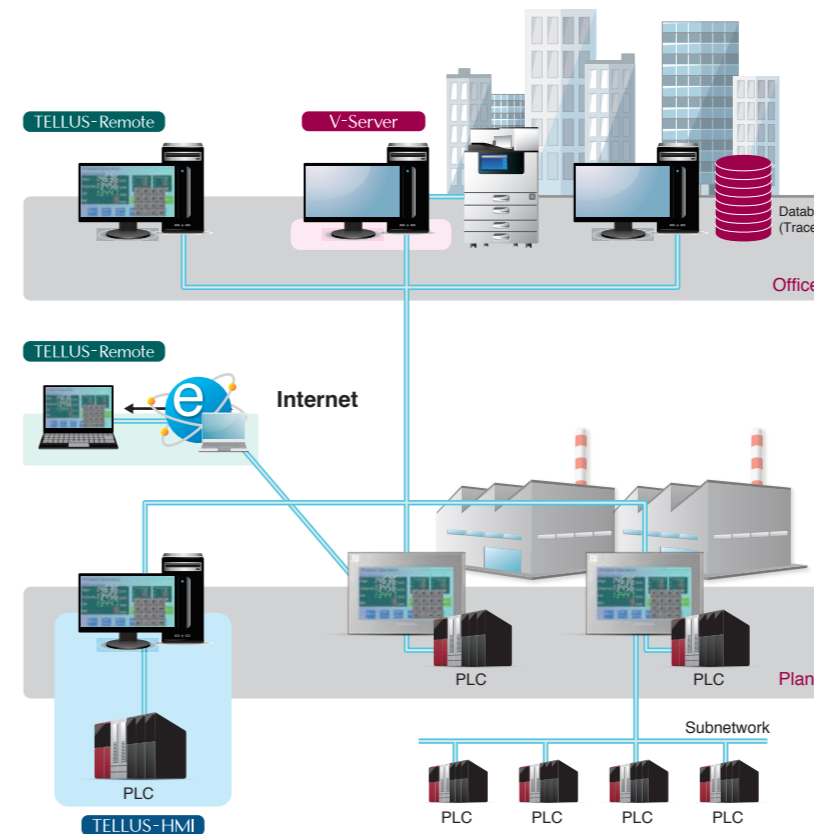 TELLUS-Remote
V-Server
Datab
(Trace
Office
TELLUS-Remote
Internet
PLC
PLC
Plan
Subnetwork
PLC
TELLUS-HMI
PLC
PLC
PLC
PLC